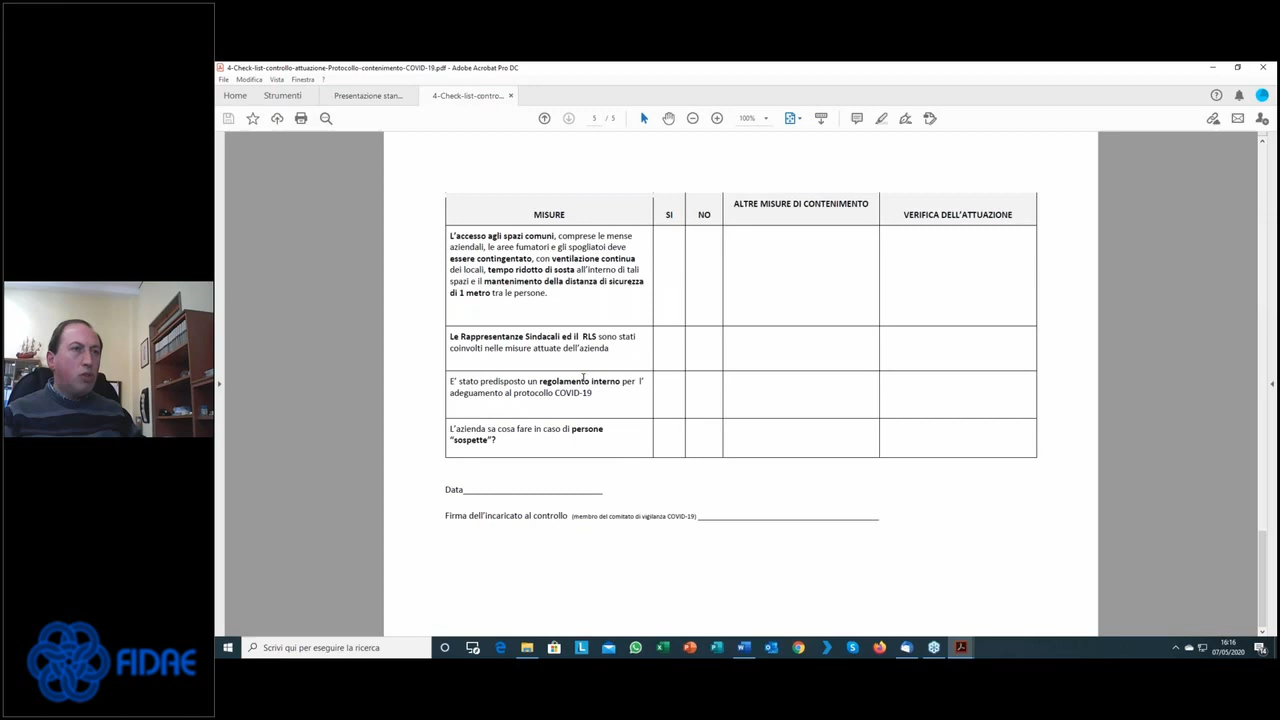 4-Check-list-controllo-attuazione-Protocollo-contenimento-COVID-19.pdf - Adobe Acrobat Pro DC
File Modifica Vista Finestra ?
Home Strumenti Presentazione stan... 4-Check-list-contro... ×
5 / 5 100%
MISURE SI NO ALTRE MISURE DI CONTENIMENTO VERIFICA DELL'ATTUAZIONE
L'accesso agli spazi comuni, comprese le mense
aziendali, le aree fumatori e gli spogliatoi deve
essere contingentato, con ventilazione continua
dei locali, tempo ridotto di sosta all'interno di tali
spazi e il mantenimento della distanza di sicurezza
di 1 metro tra le persone.
Le Rappresentanze Sindacali ed il RLS sono stati
coinvolti nelle misure attuate dell'azienda
E' stato predisposto un regolamento interno per l'
adeguamento al protocollo COVID-19
L'azienda sa cosa fare in caso di persone
"sospette"?
Data____________________________
Firma dell'incaricato al controllo (membro del comitato di vigilanza COVID-19) ____________________________
FIDAE
Scrivi qui per eseguire la ricerca
16:16
07/05/2020